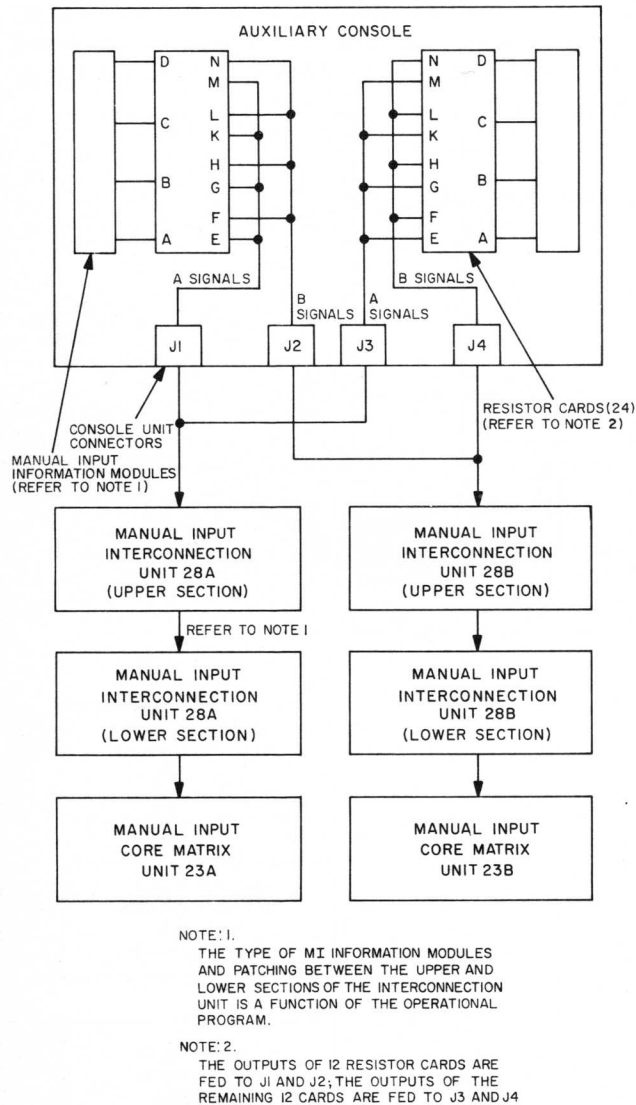 AUXILIARY CONSOLE
D N
M
L
C K
H
B G
F
A E
N D
M
L
K C
H
G B
F
E A
A SIGNALS
B
SIGNALS
A
SIGNALS
B SIGNALS
J1 J2 J3 J4
CONSOLE UNIT
CONNECTORS
MANUAL INPUT
INFORMATION MODULES
(REFER TO NOTE 1)
RESISTOR CARDS(24)
(REFER TO NOTE 2)
MANUAL INPUT
INTERCONNECTION
UNIT 28A
(UPPER SECTION)
MANUAL INPUT
INTERCONNECTION
UNIT 28B
(UPPER SECTION)
REFER TO NOTE 1
MANUAL INPUT
INTERCONNECTION
UNIT 28A
(LOWER SECTION)
MANUAL INPUT
INTERCONNECTION
UNIT 28B
(LOWER SECTION)
MANUAL INPUT
CORE MATRIX
UNIT 23A
MANUAL INPUT
CORE MATRIX
UNIT 23B
NOTE: 1.
THE TYPE OF MI INFORMATION MODULES
AND PATCHING BETWEEN THE UPPER AND
LOWER SECTIONS OF THE INTERCONNECTION
UNIT IS A FUNCTION OF THE OPERATIONAL
PROGRAM.
NOTE: 2.
THE OUTPUTS OF 12 RESISTOR CARDS ARE
FED TO J1 AND J2; THE OUTPUTS OF THE
REMAINING 12 CARDS ARE FED TO J3 AND J4